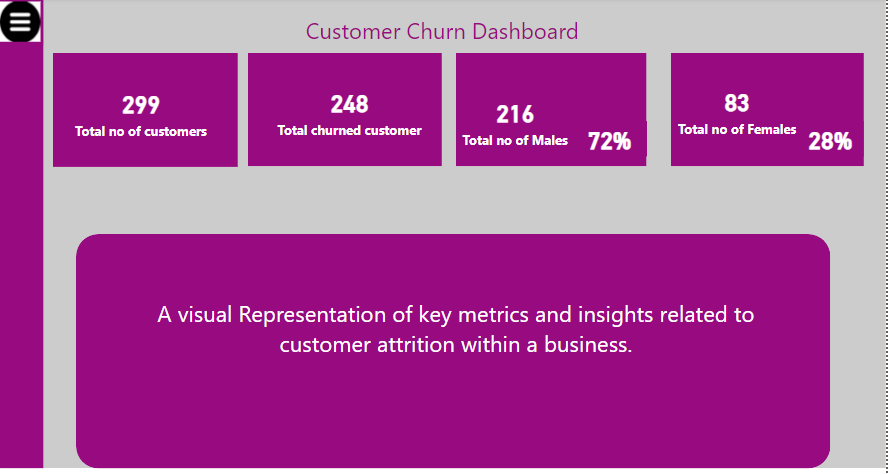 Customer Churn Dashboard
299
Total no of customers
248
Total churned customer
216
Total no of Males
72%
83
Total no of Females
28%
A visual Representation of key metrics and insights related to
customer attrition within a business.